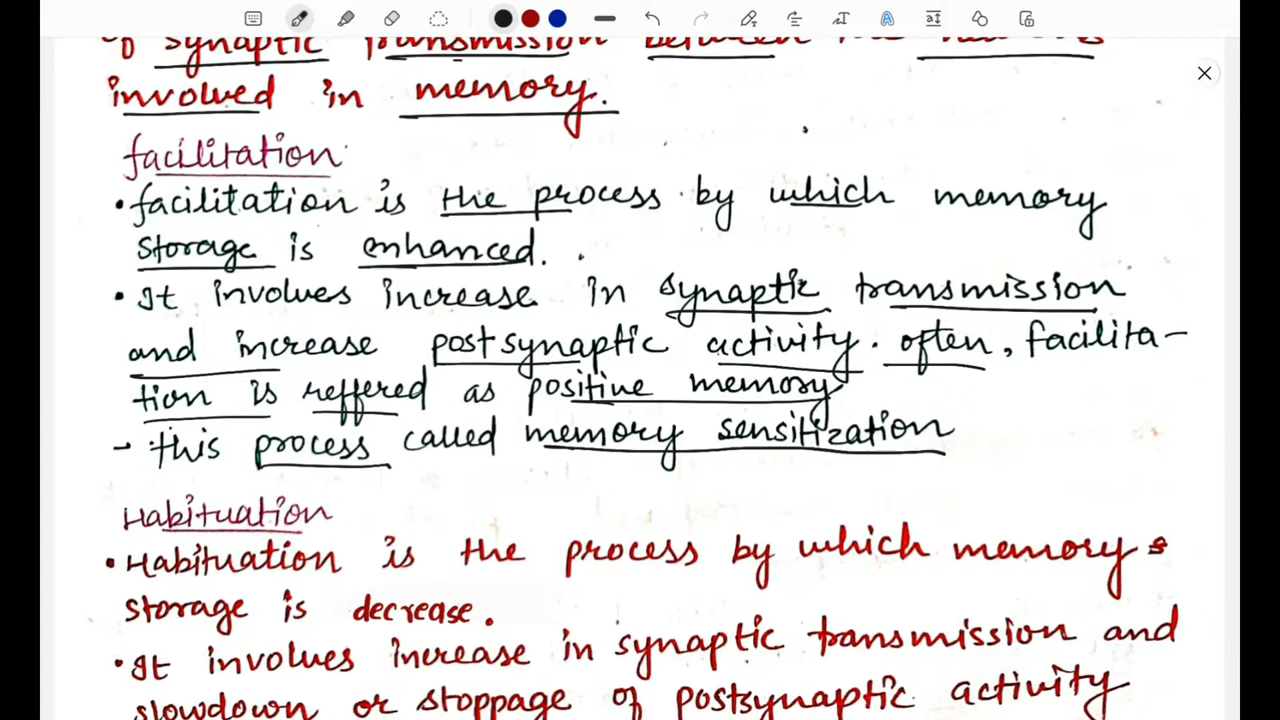 of synaptic transmission between the neurons
involved in memory.
facilitation
• facilitation is the process by which memory
storage is enhanced.
• It involves increase in synaptic transmission
and increase postsynaptic activity. often, facilita-
tion is reffered as positive memory
- this process called memory sensitization
Habituation
• Habituation is the process by which memory s
storage is decrease.
• It involves increase in synaptic transmission and
slowdown or stoppage of postsynaptic activity